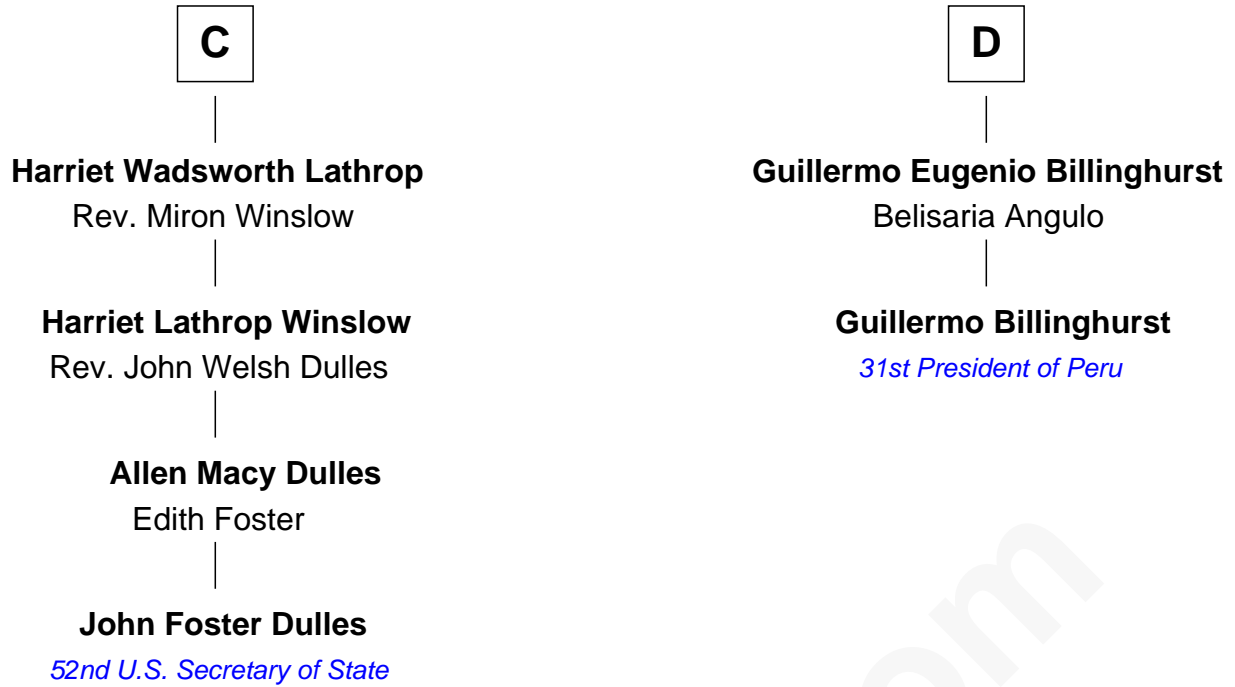 C
D
Harriet Wadsworth Lathrop
Rev. Miron Winslow
Guillermo Eugenio Billinghurst
Belisaria Angulo
Harriet Lathrop Winslow
Rev. John Welsh Dulles
Guillermo Billinghurst
31st President of Peru
Allen Macy Dulles
Edith Foster
John Foster Dulles
52nd U.S. Secretary of State
om